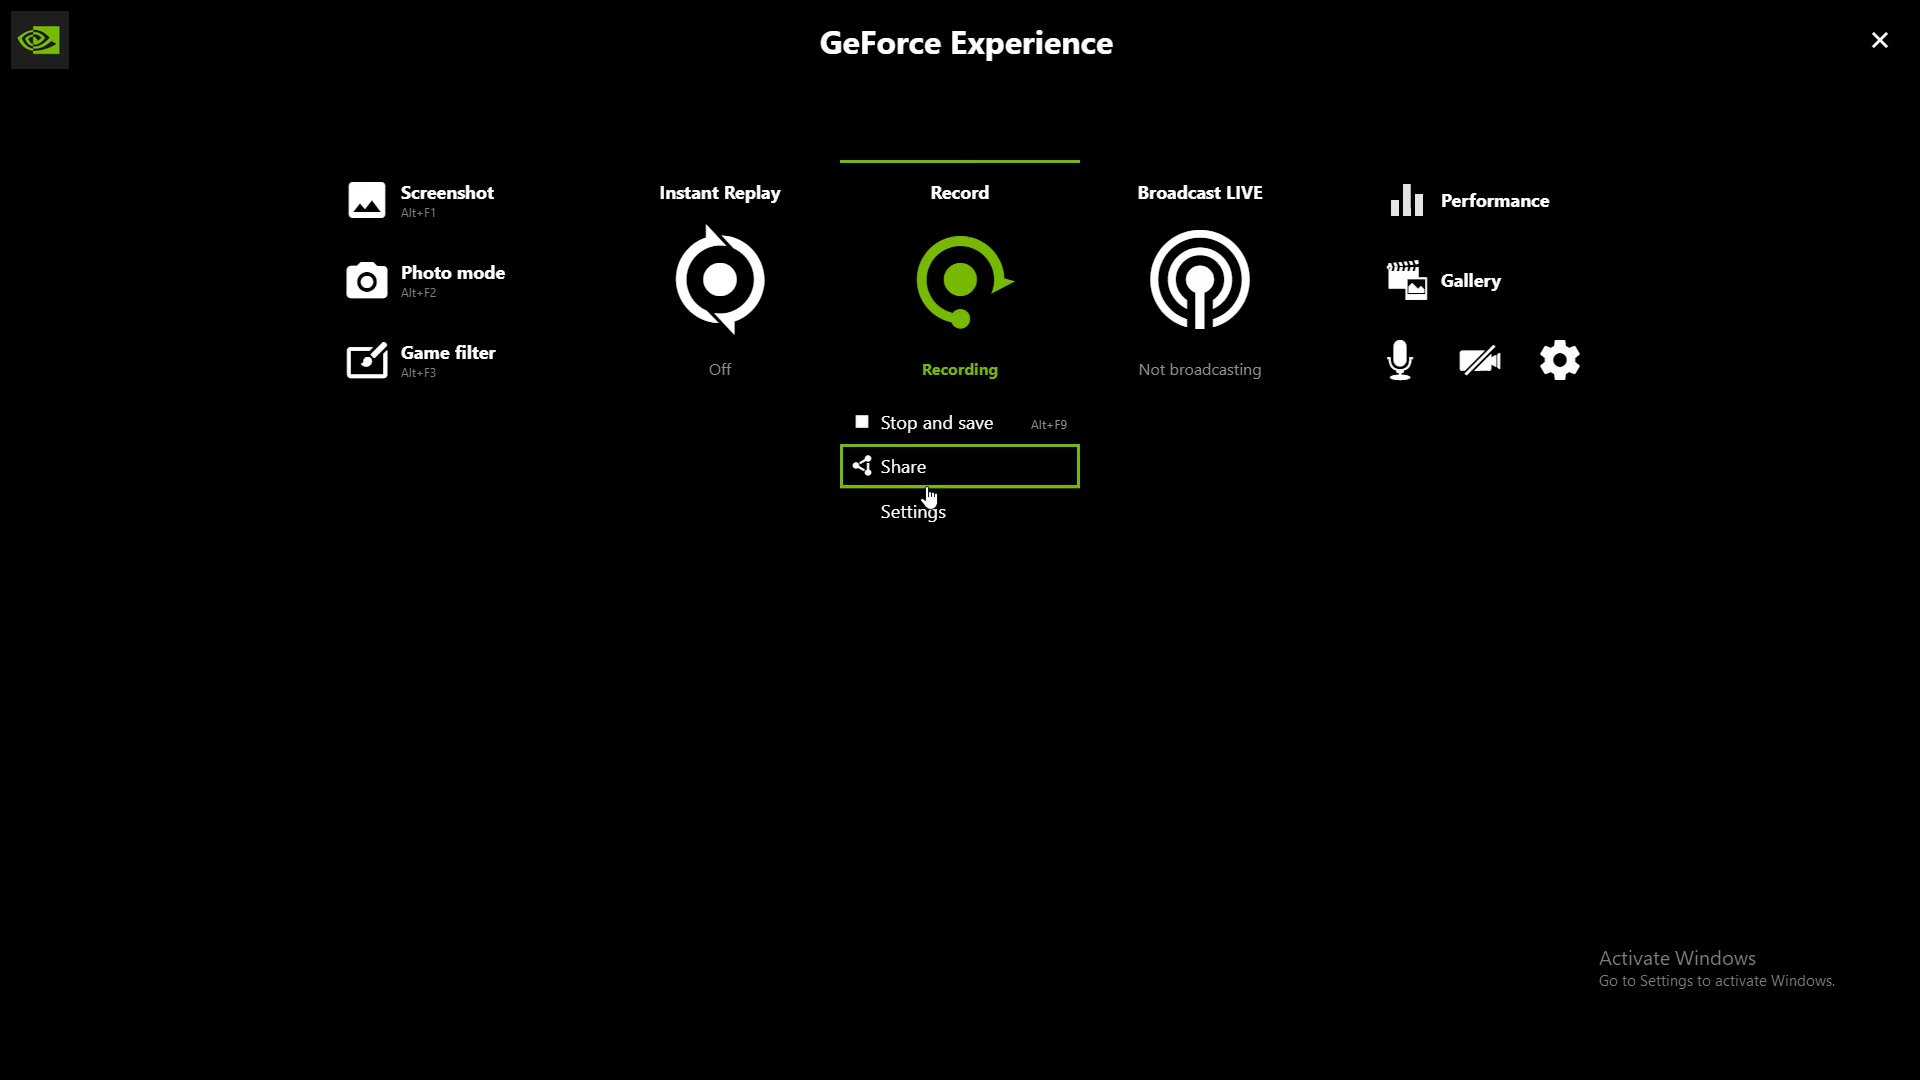 GeForce Experience
Screenshot
Alt+F1
Photo mode
Alt+F2
Game filter
Alt+F3
Instant Replay
Off
Record
Recording
Stop and save Alt+F9
Share
Settings
Broadcast LIVE
Not broadcasting
Performance
Gallery
Activate Windows
Go to Settings to activate Windows.